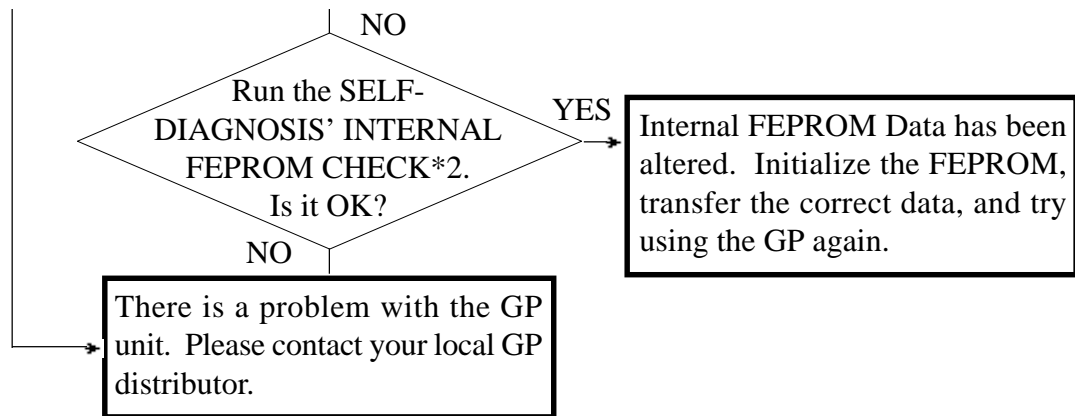 NO
Run the SELF-
DIAGNOSIS’ INTERNAL
FEPROM CHECK*2.
Is it OK?
YES
Internal FEPROM Data has been
altered. Initialize the FEPROM,
transfer the correct data, and try
using the GP again.
NO
There is a problem with the GP
unit. Please contact your local GP
distributor.